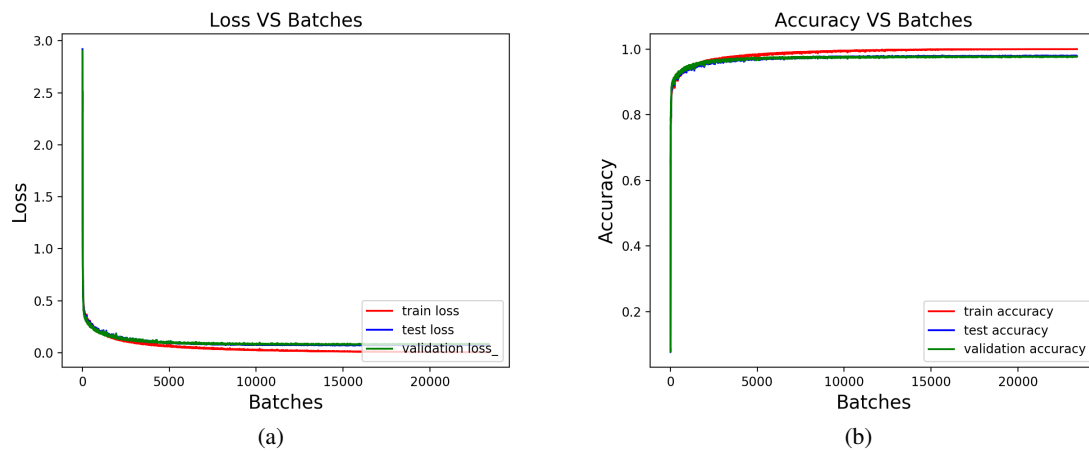 Loss VS Batches
3.0
2.5
2.0
1.5
1.0
0.5
0.0
Loss
train loss
test loss
validation loss_
0 5000 10000 15000 20000
Batches
(a)
Accuracy VS Batches
1.0
0.8
0.6
0.4
0.2
Accuracy
train accuracy
test accuracy
validation accuracy
0 5000 10000 15000 20000
Batches
(b)